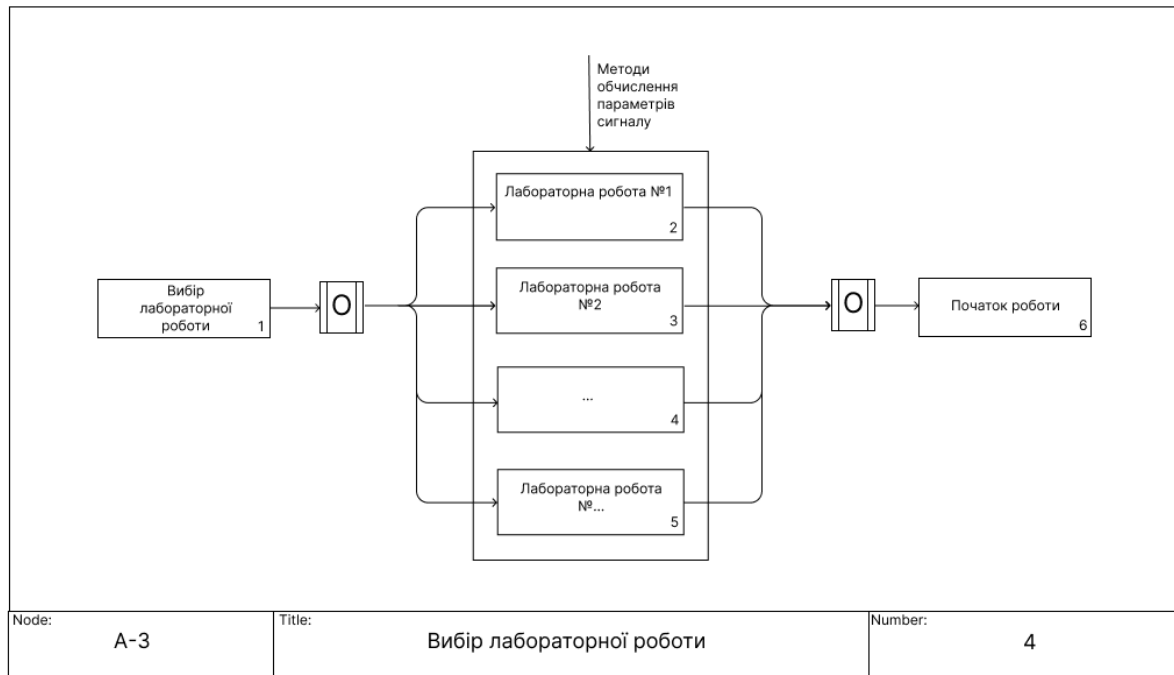 Методи
обчислення
параметрів
сигналу
Лабораторна робота №1
2
Вибір
лабораторної
роботи
1
O
Лабораторна робота
№2
3
O
Початок роботи
6
...
4
Лабораторна робота
№...
5
Node:
A-3
Title:
Вибір лабораторної роботи
Number:
4